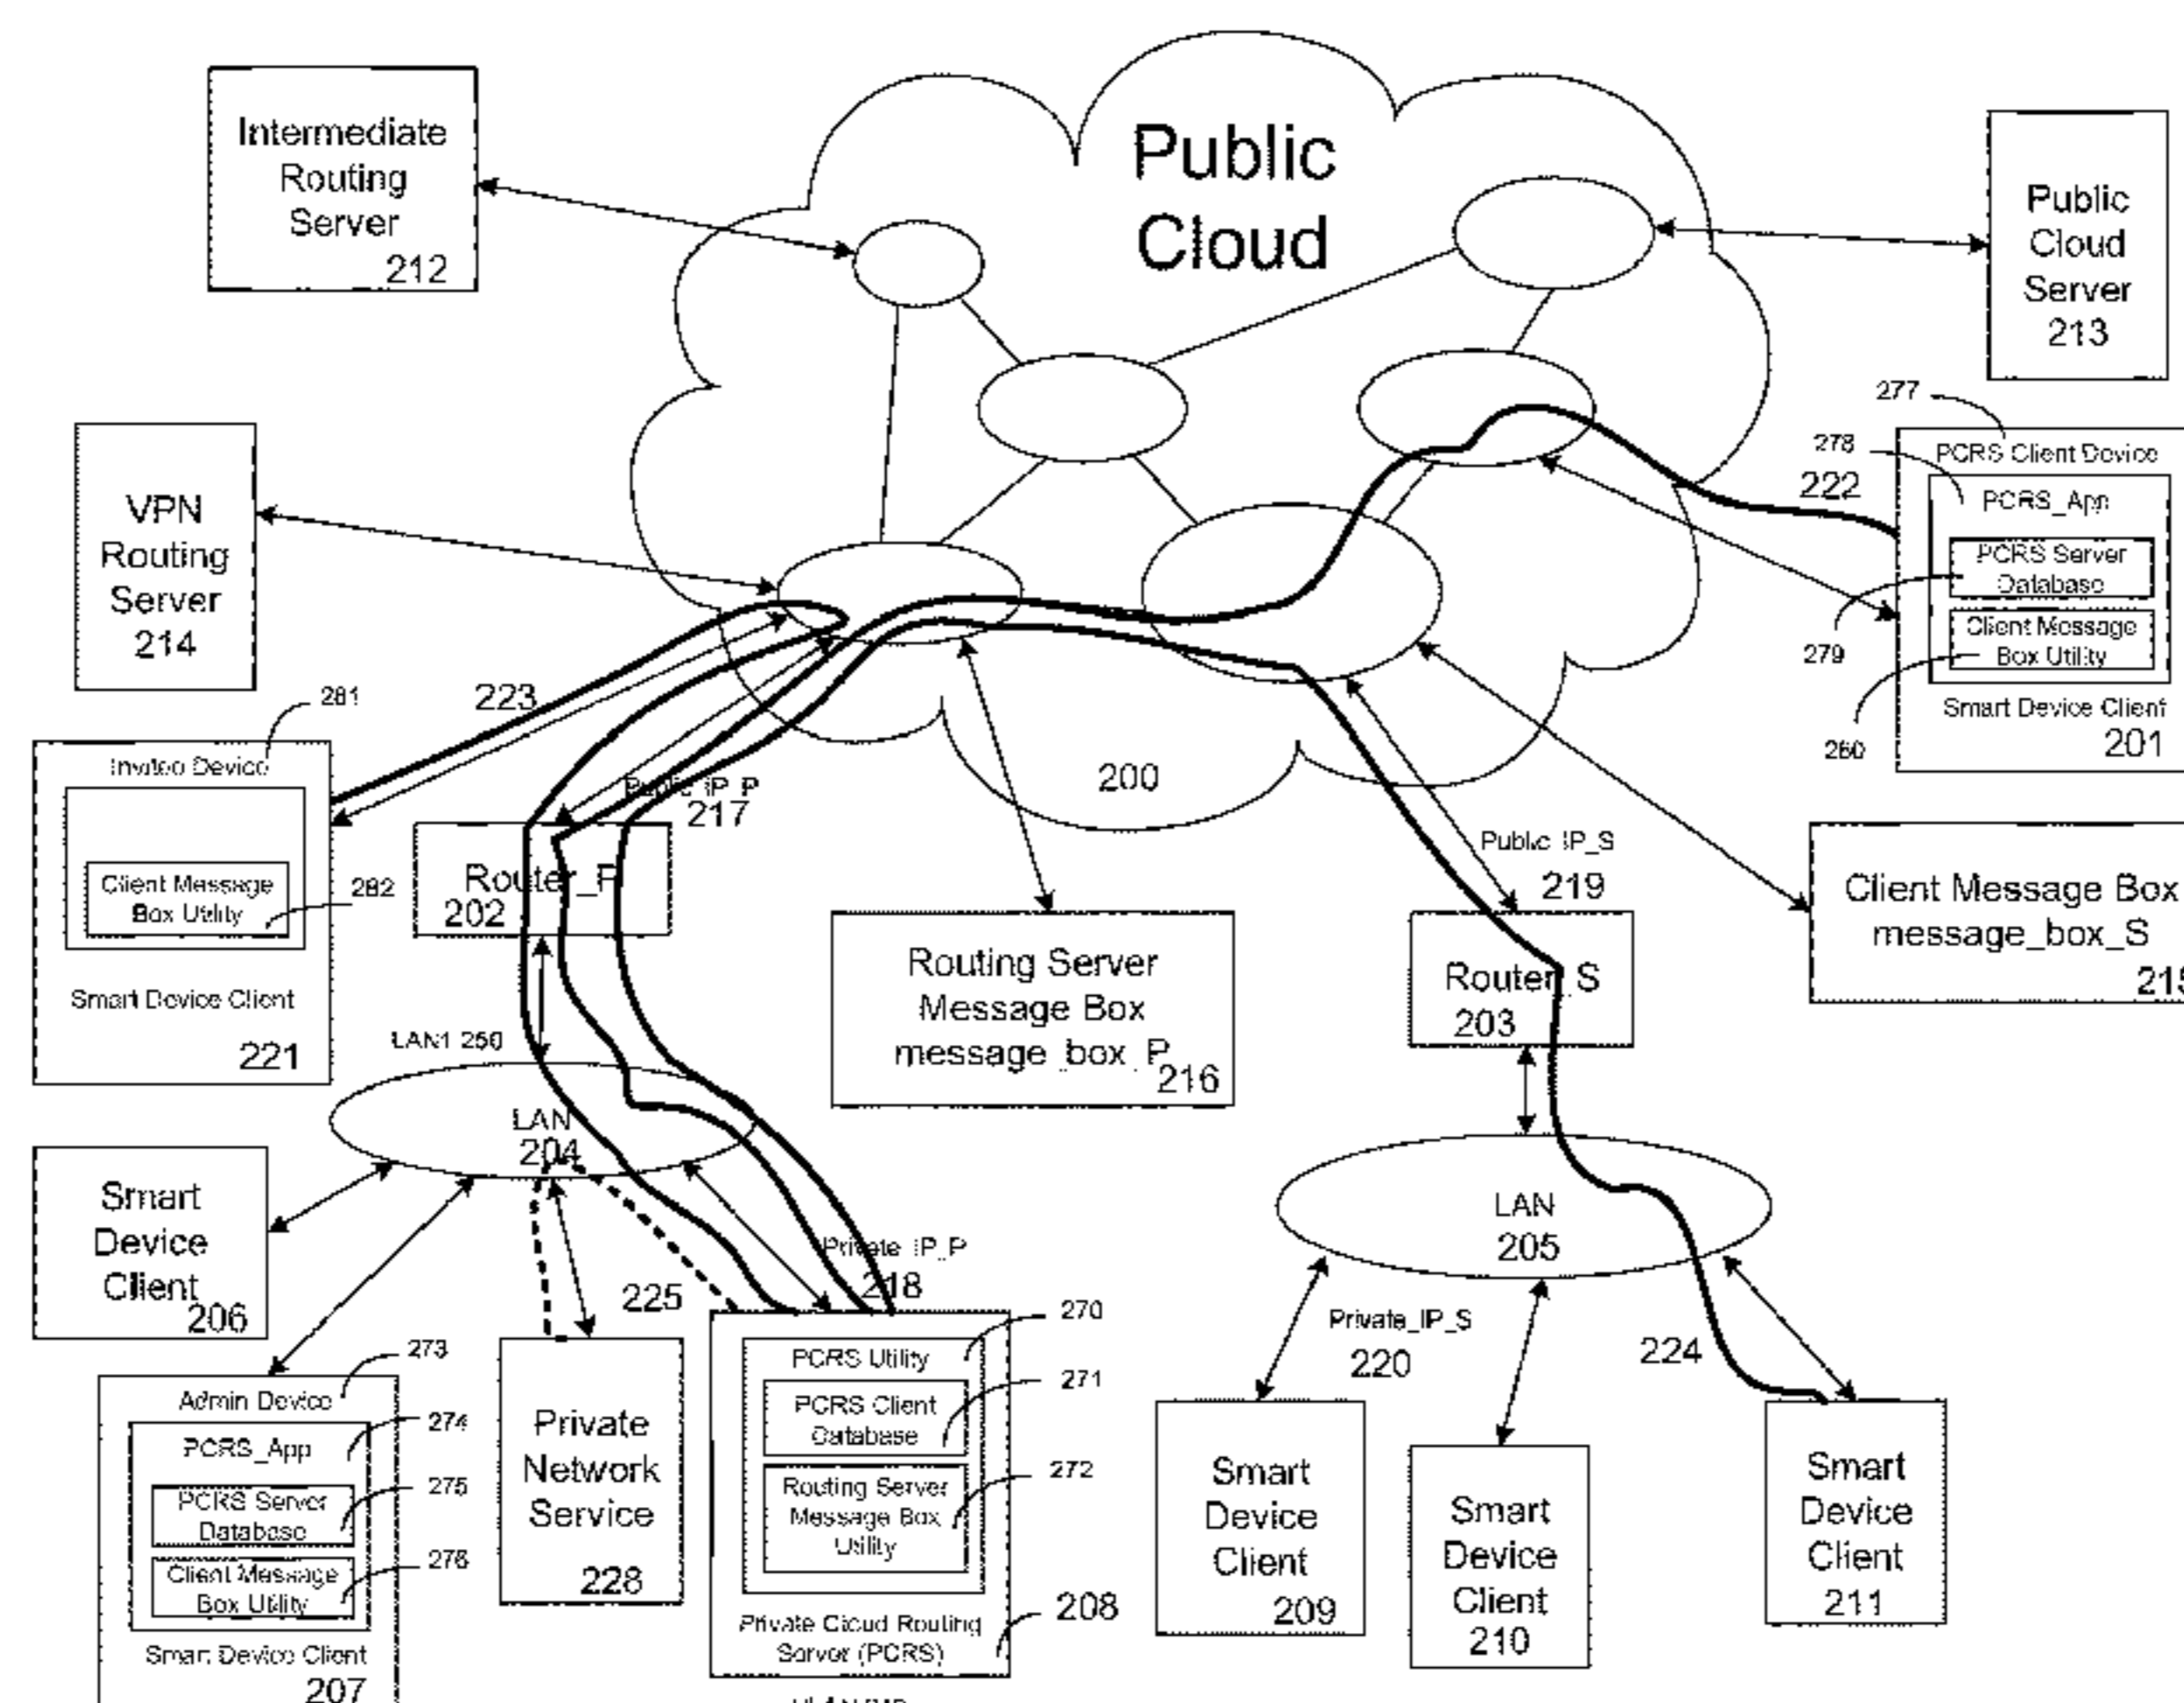 Public
Cloud
Intermediate
Routing
Server
212
Public
Cloud
Server
213
VPN
Routing
Server
214
277
278
222
PCRS Client Device
PCRS_App
PCRS Server
Database
279
Client Message
Box Utility
Smart Device Client
201
223
281
Invitee Device
Client Message
Box Utility
282
Smart Device Client
221
Public IP_P
217
Router_P
202
200
Routing Server
Message Box
message_box_P
216
Public IP_S
219
Router_S
203
Client Message Box
message_box_S
LAN1 250
LAN
204
Smart
Device
Client
206
Private IP_P
218
225
LAN
205
Private_IP_S
220
224
273
Admin Device
274
PCRS_App
275
PCRS Server
Database
276
Client Message
Box Utility
Smart Device Client
207
Private
Network
Service
228
270
PCRS Utility
271
PCRS Client
Database
272
Routing Server
Message Box
Utility
Private Cloud Routing
Server (PCRS)
208
Smart
Device
Client
209
Smart
Device
Client
210
Smart
Device
Client
211